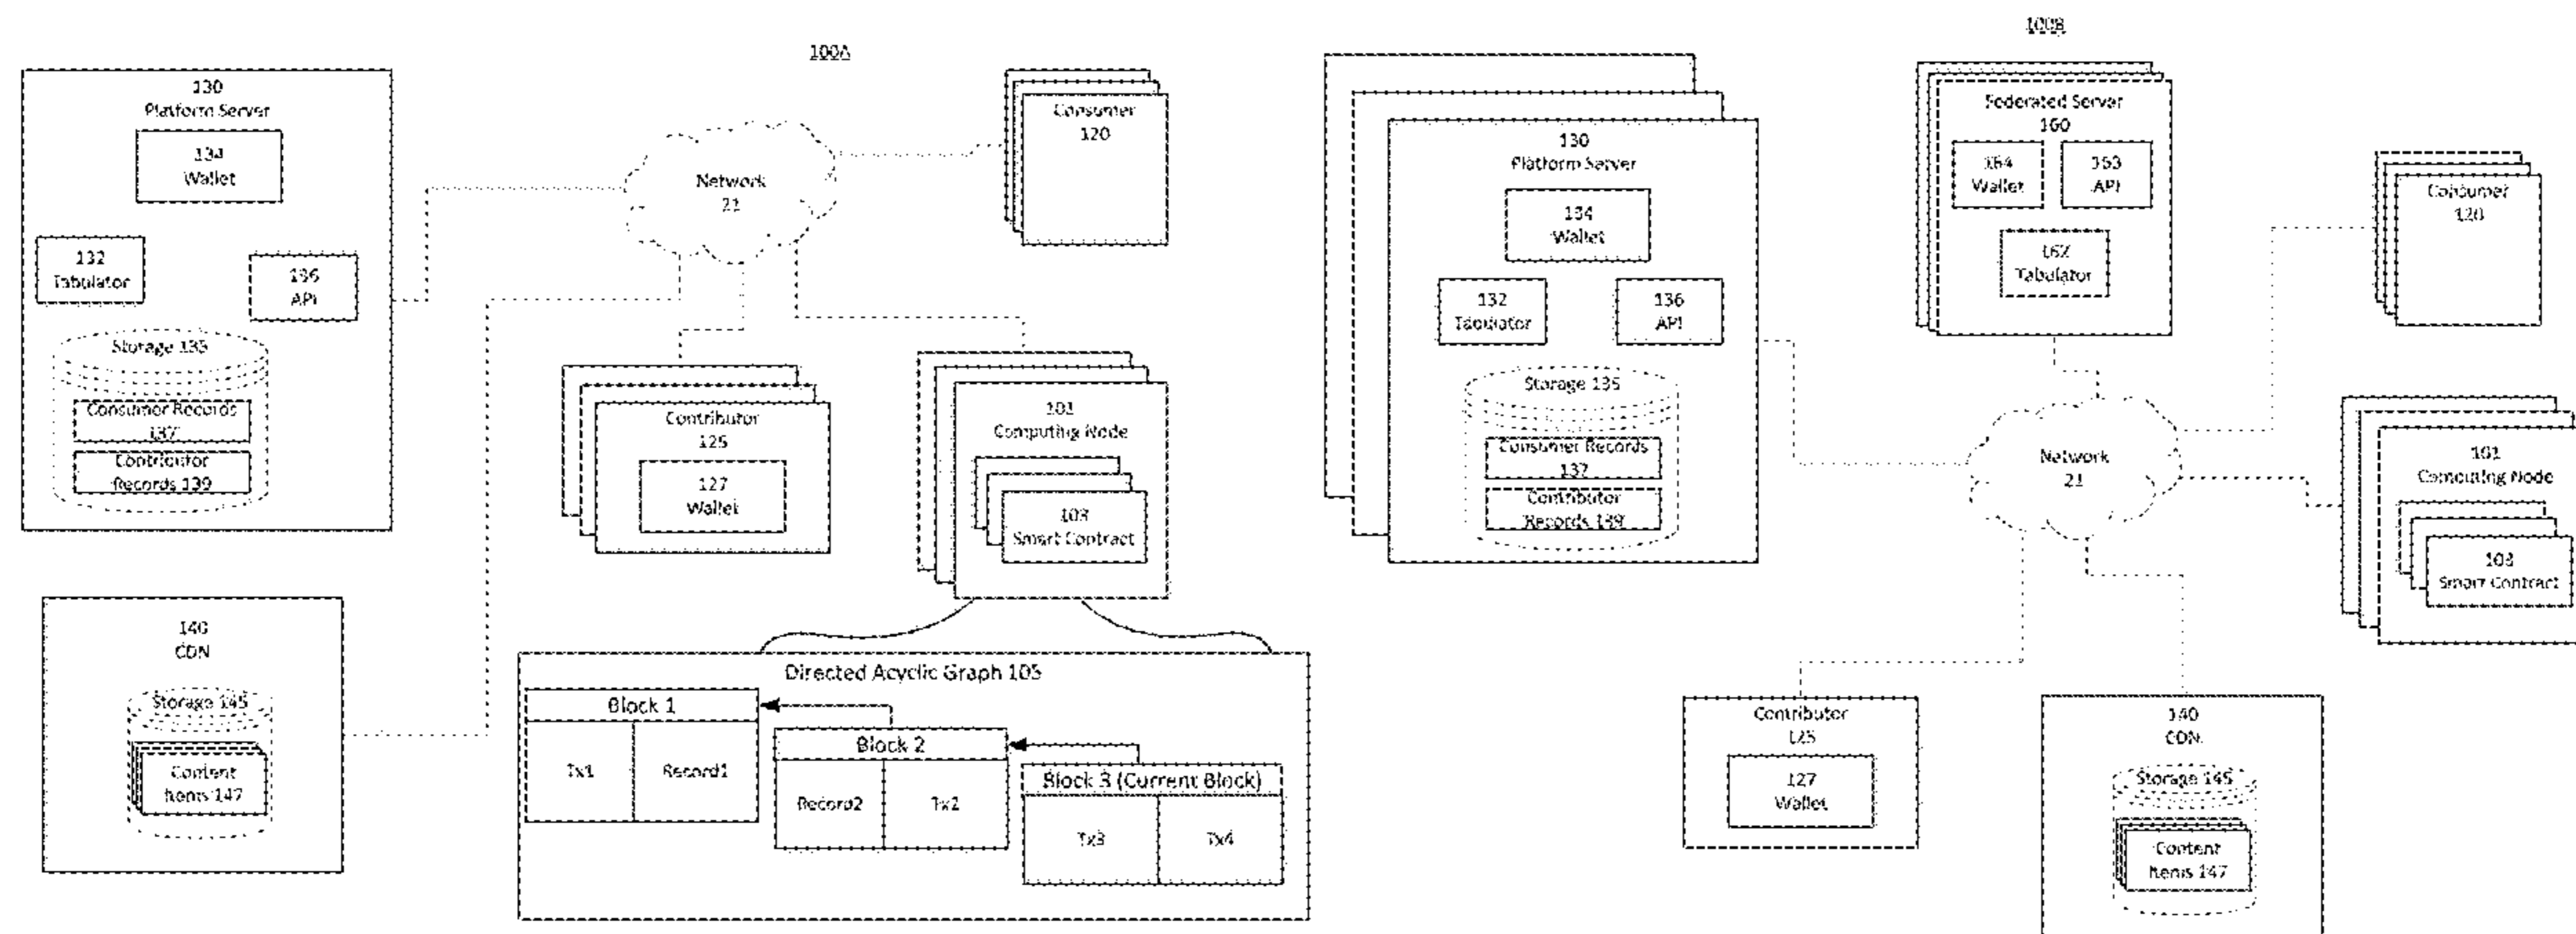 100A
130
Platform Server
134
Wallet
132
Tabulator
136
API
Storage 135
Consumer Records
137
Contributor
Records 139
140
CDN
Storage 145
Content
Items 147
Network
21
Consumer
120
Contributor
125
127
Wallet
101
Computing Node
103
Smart Contract
Directed Acyclic Graph 105
Block 1
Tx1
Record1
Block 2
Record2
Tx2
Block 3 (Current Block)
Tx3
Tx4
100B
130
Platform Server
134
Wallet
132
Tabulator
136
API
Storage 135
Consumer Records
137
Contributor
Records 139
Federated Server
160
164
Wallet
163
API
162
Tabulator
Consumer
120
Network
21
101
Computing Node
103
Smart Contract
Contributor
125
127
Wallet
140
CDN
Storage 145
Content
Items 147